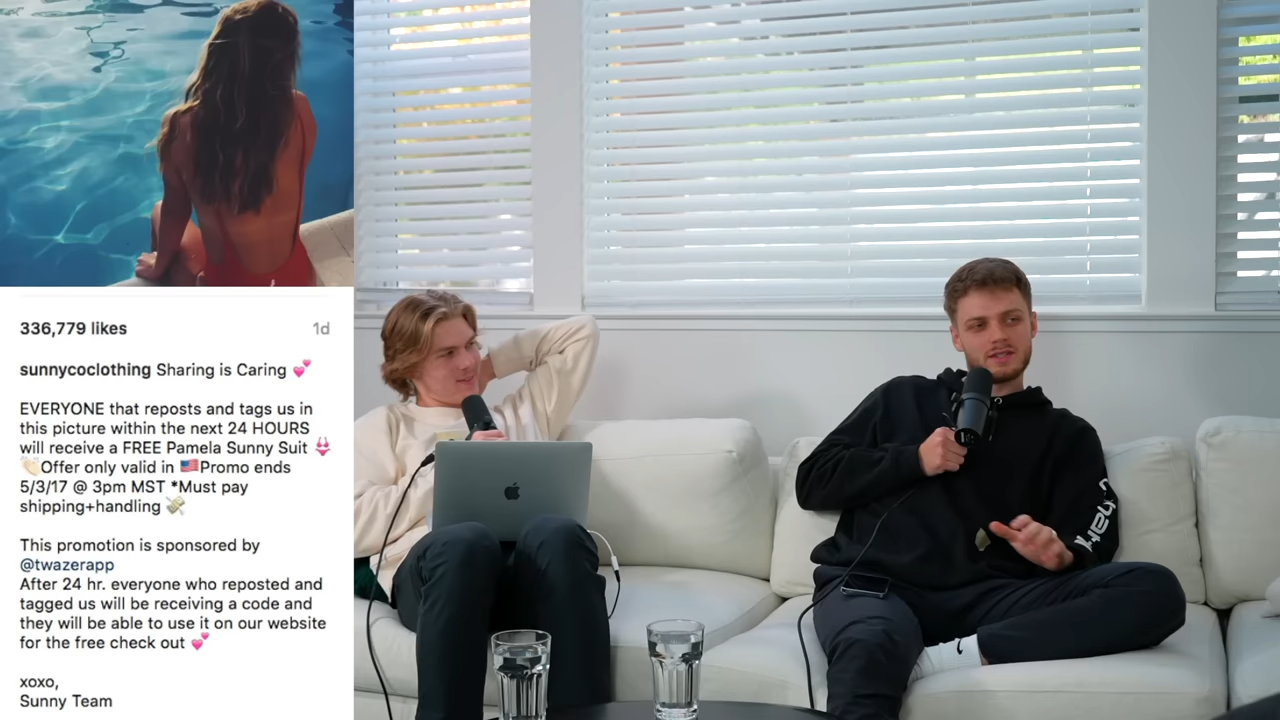 336,779 likes 1d
sunnycoclothing Sharing is Caring 💕
EVERYONE that reposts and tags us in
this picture within the next 24 HOURS
will receive a FREE Pamela Sunny Suit 👙
👏🏻Offer only valid in 🇺🇸Promo ends
5/3/17 @ 3pm MST *Must pay
shipping+handling 💸
This promotion is sponsored by
@twazerapp
After 24 hr. everyone who reposted and
tagged us will be receiving a code and
they will be able to use it on our website
for the free check out 💕
xoxo,
Sunny Team